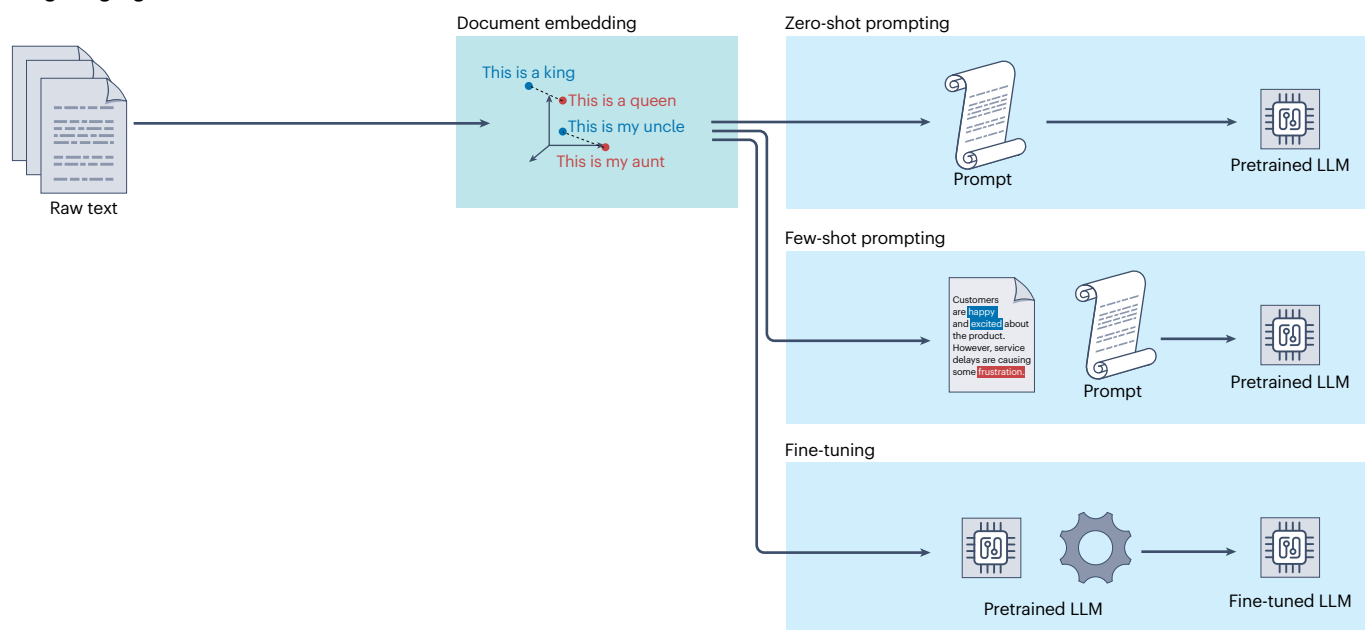 Document embedding
This is a king
This is a queen
This is my uncle
This is my aunt
Raw text
Zero-shot prompting
Prompt
Pretrained LLM
Few-shot prompting
Customers
are happy
and excited about
the product.
However, service
delays are causing
some frustration.
Prompt
Pretrained LLM
Fine-tuning
Pretrained LLM
Fine-tuned LLM